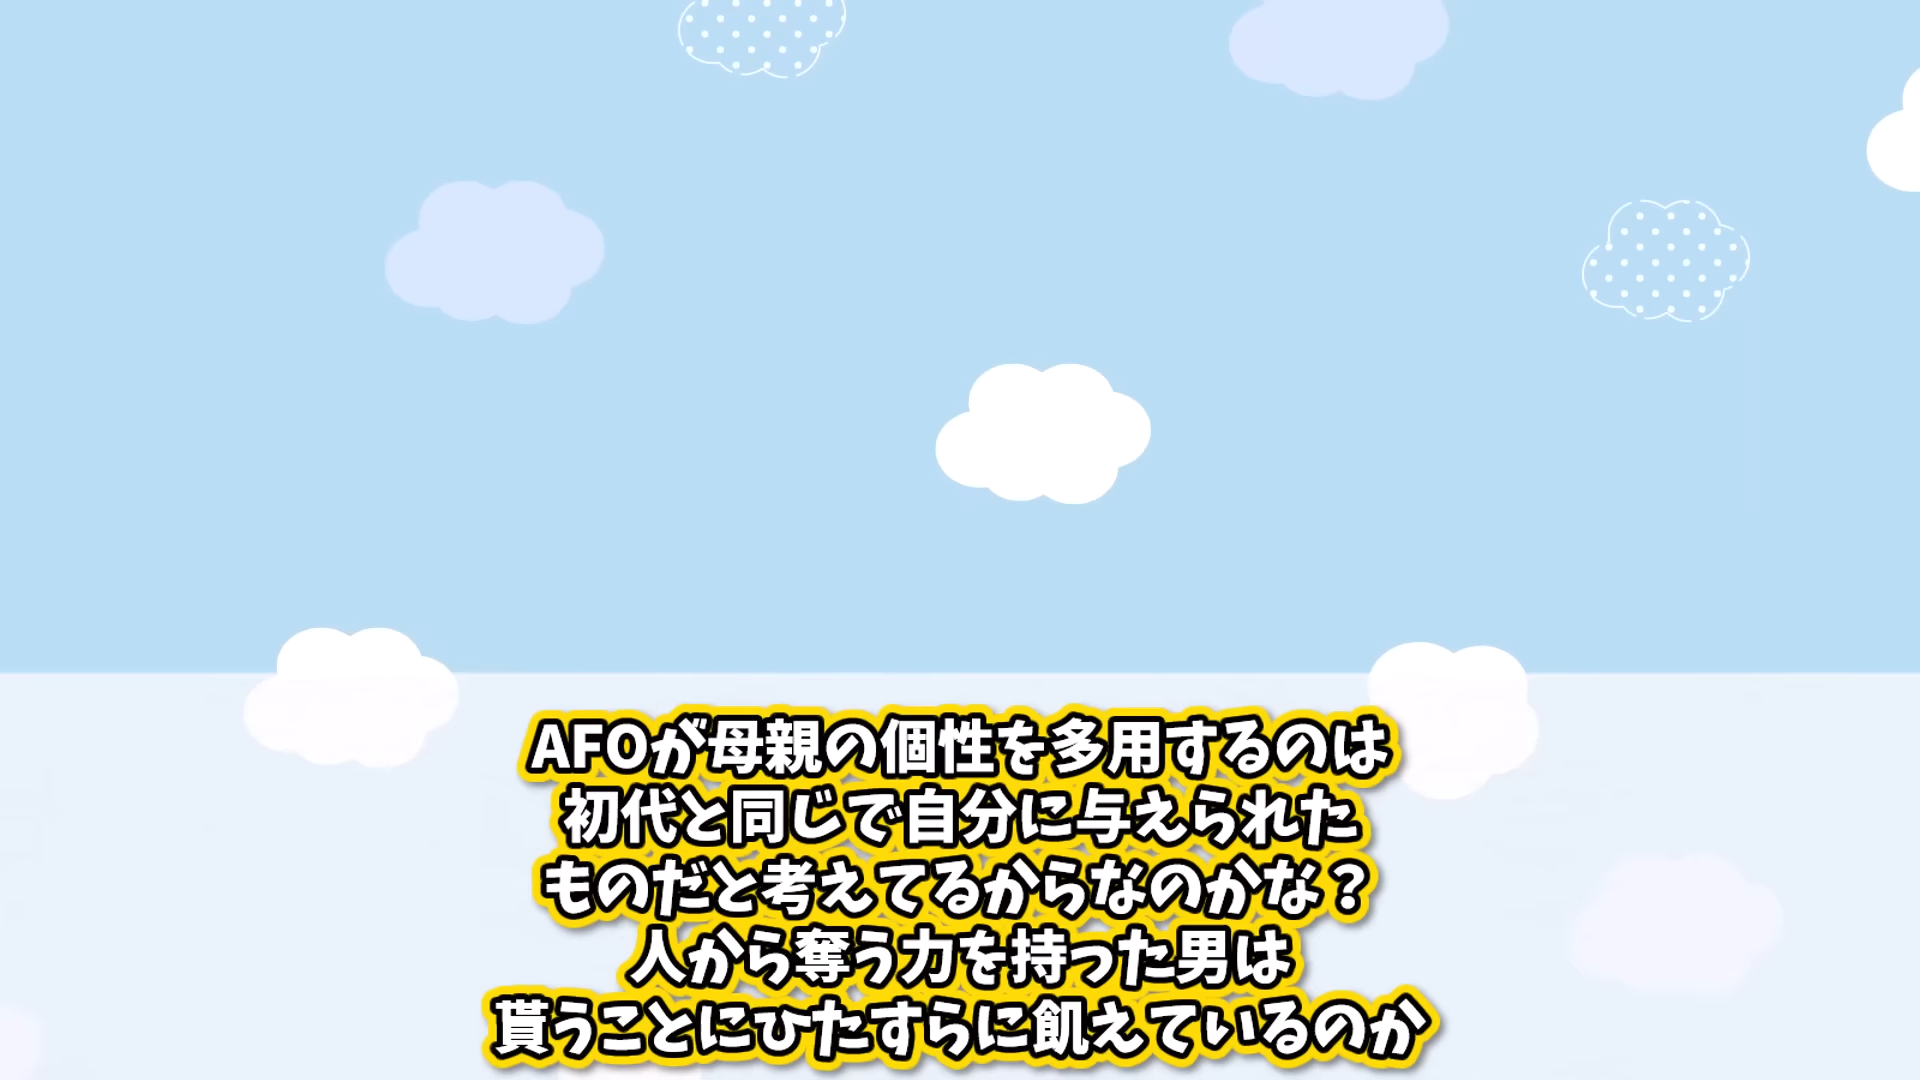 AFOが母親の個性を多用するのは
初代と同じで自分に与えられた
ものだと考えてるからなのかな？
人から奪う力を持った男は
貰うことにひたすらに飢えているのか